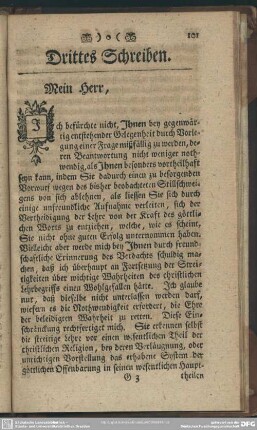 )o( 101
Drittes Schreiben.
Mein Herr,
Ich befürchte nicht, Ihnen bey gegenwär-
tig entstehender Gelegenheit durch Vorle-
gung einer Frage mißfällig zu werden, de-
ren Beantwortung nicht weniger noth-
wendig, als Ihnen besonders vortheilhaft
seyn kann, indem Sie dadurch einen zu besorgenden
Vorwurf wegen des bisher beobachteten Stillschwei-
gens von sich ablehnen, als liessen Sie sich durch
einige unfreundliche Aufnahme verleiten, sich der
Vertheidigung der Lehre von der Kraft des göttli-
chen Worts zu entziehen, welche, wie es scheint,
Sie nicht ohne guten Erfolg unternommen haben.
Vielleicht aber werde mich bey Ihnen durch freund-
schaftliche Erinnerung des Verdachts schuldig ma-
chen, daß ich überhaupt an Fortsetzung der Strei-
tigkeiten über wichtige Wahrheiten des christlichen
Lehrbegriffs einen Wohlgefallen hätte. Ich glaube
nur, daß dieselbe nicht unterlassen werden darf,
wiefern es die Nothwendigkeit erfordert, die Ehre
der beleidigten Wahrheit zu retten. Diese Ein-
schränkung rechtfertiget mich. Sie erkennen selbst
die streitige Lehre vor einen wesentlichen Theil der
christlichen Religion, bey deren Verläugnung, oder
unrichtigen Vorstellung das erhabene System der
göttlichen Offenbarung in seinen wesentlichen Haupt-
G 3 theilen